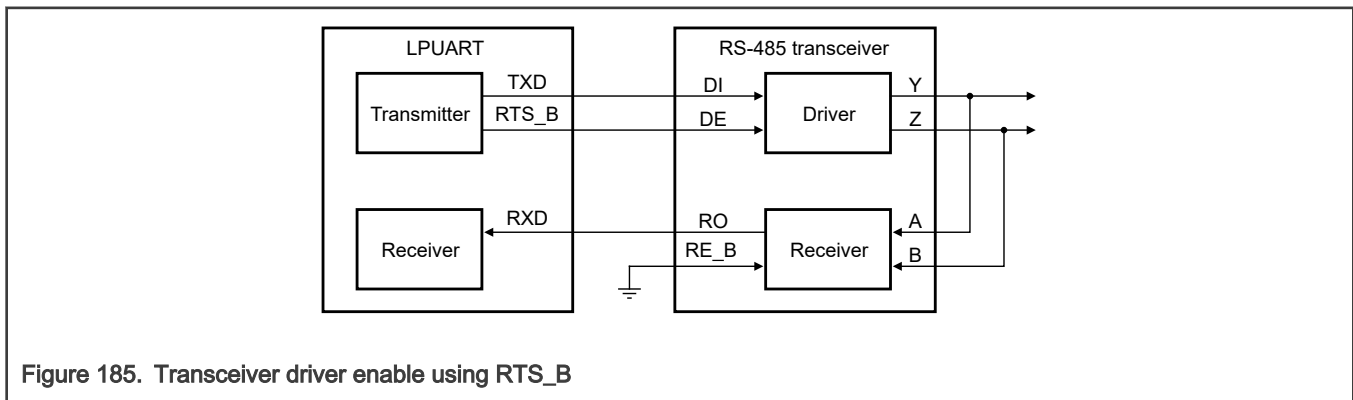 LPUART
RS-485 transceiver
TXD
DI
Y
Transmitter
RTS_B
DE
Driver
Z
RXD
RO
A
Receiver
RE_B
Receiver
B
Figure 185. Transceiver driver enable using RTS_B